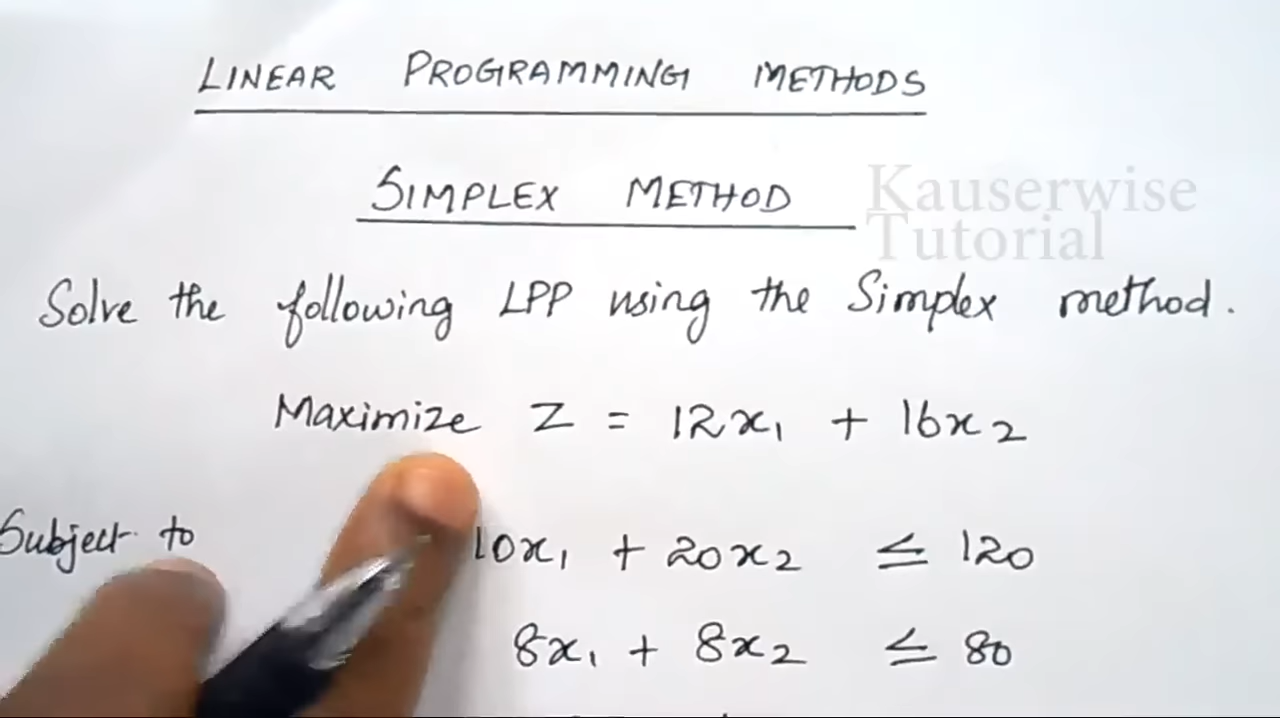 LINEAR PROGRAMMING METHODS
SIMPLEX METHOD
Kauserwise
Tutorial
Solve the following LPP using the Simplex method.
Maximize Z = 12x₁ + 16x₂
Subject to 10x₁ + 20x₂ ≤ 120
8x₁ + 8x₂ ≤ 80